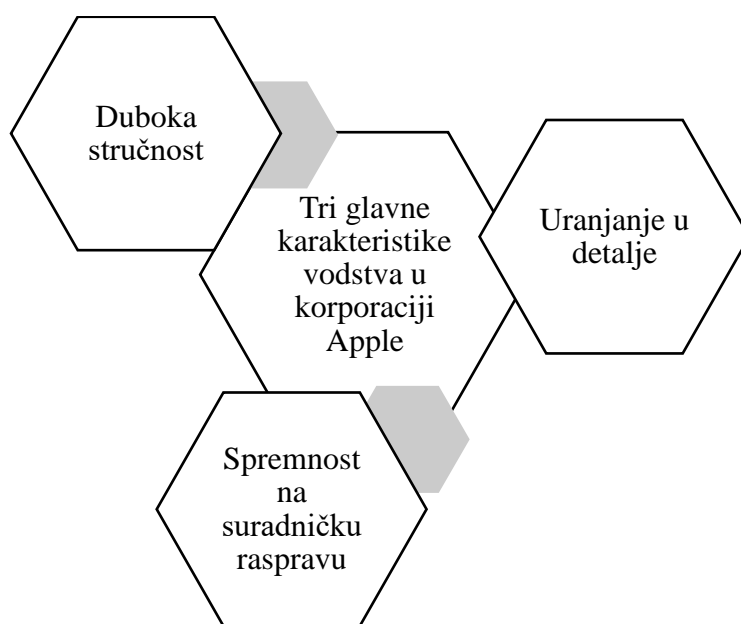 Duboka
stručnost
Tri glavne
karakteristike
vodstva u
korporaciji
Apple
Uranjanje u
detalje
Spremnost
na
suradničku
raspravu